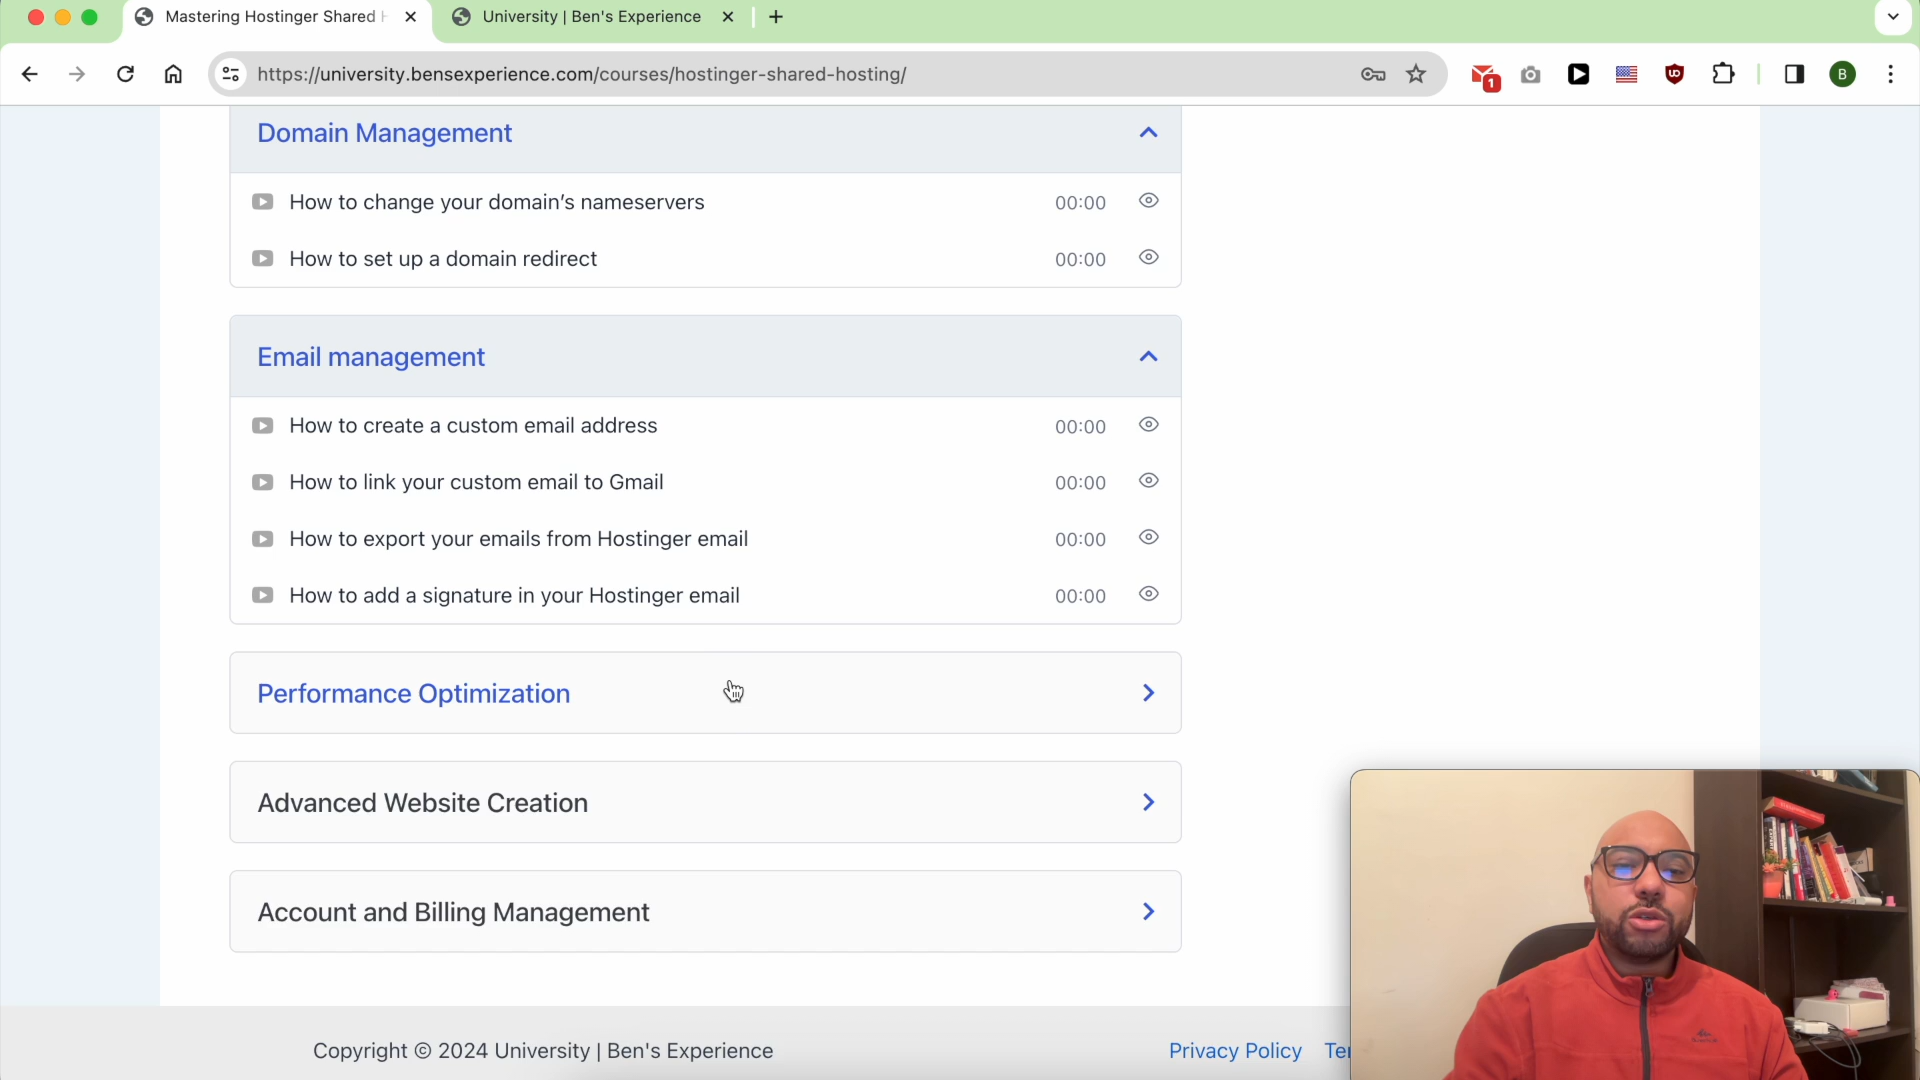 Mastering Hostinger Shared H
University | Ben's Experience
https://university.bensexperience.com/courses/hostinger-shared-hosting/
1
UD
B
Domain Management
How to change your domain’s nameservers 00:00
How to set up a domain redirect 00:00
Email management
How to create a custom email address 00:00
How to link your custom email to Gmail 00:00
How to export your emails from Hostinger email 00:00
How to add a signature in your Hostinger email 00:00
Performance Optimization
Advanced Website Creation
Account and Billing Management
Copyright © 2024 University | Ben's Experience
Privacy Policy Ter